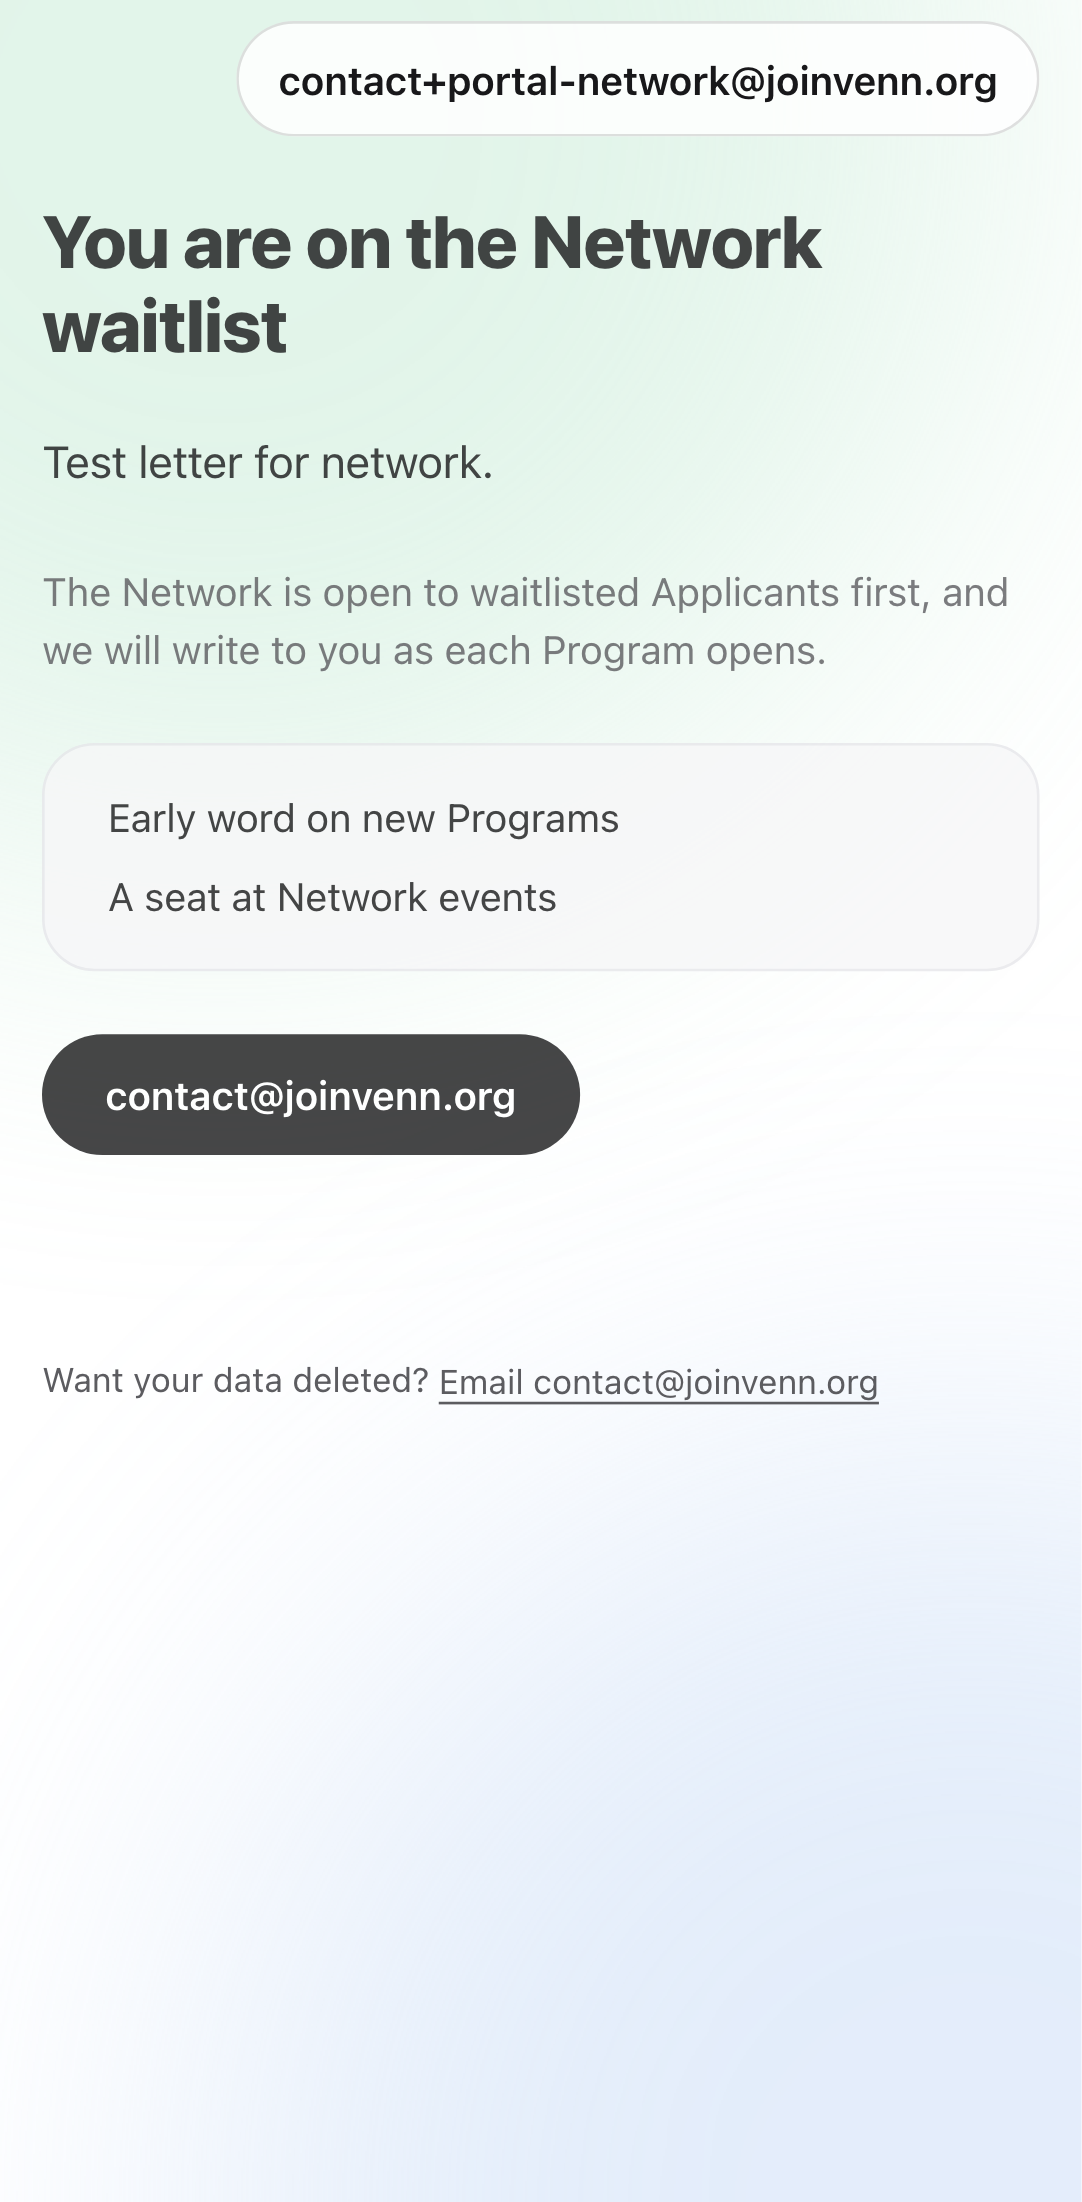 contact+portal-network@joinvenn.org
You are on the Network
waitlist
Test letter for network.
The Network is open to waitlisted Applicants first, and
we will write to you as each Program opens.
Early word on new Programs
A seat at Network events
contact@joinvenn.org
Want your data deleted? Email contact@joinvenn.org